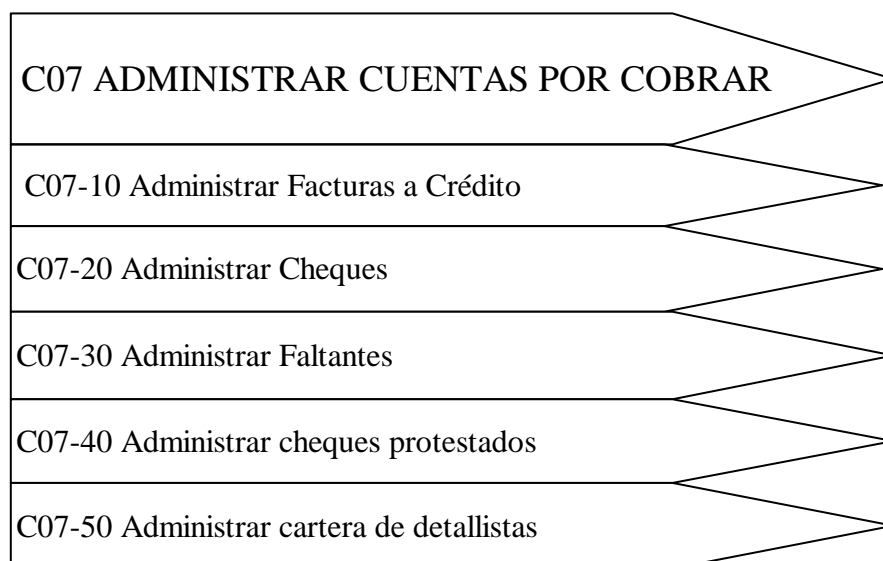 C07 ADMINISTRAR CUENTAS POR COBRAR
C07-10 Administrar Facturas a Crédito
C07-20 Administrar Cheques
C07-30 Administrar Faltantes
C07-40 Administrar cheques protestados
C07-50 Administrar cartera de detallistas